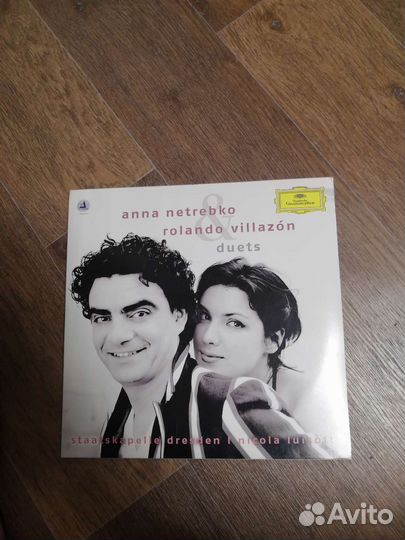 anna netrebko
&
rolando villazón
duets
Deutsche
Grammophon
staatskapelle dresden | nicola luisotti
Avito